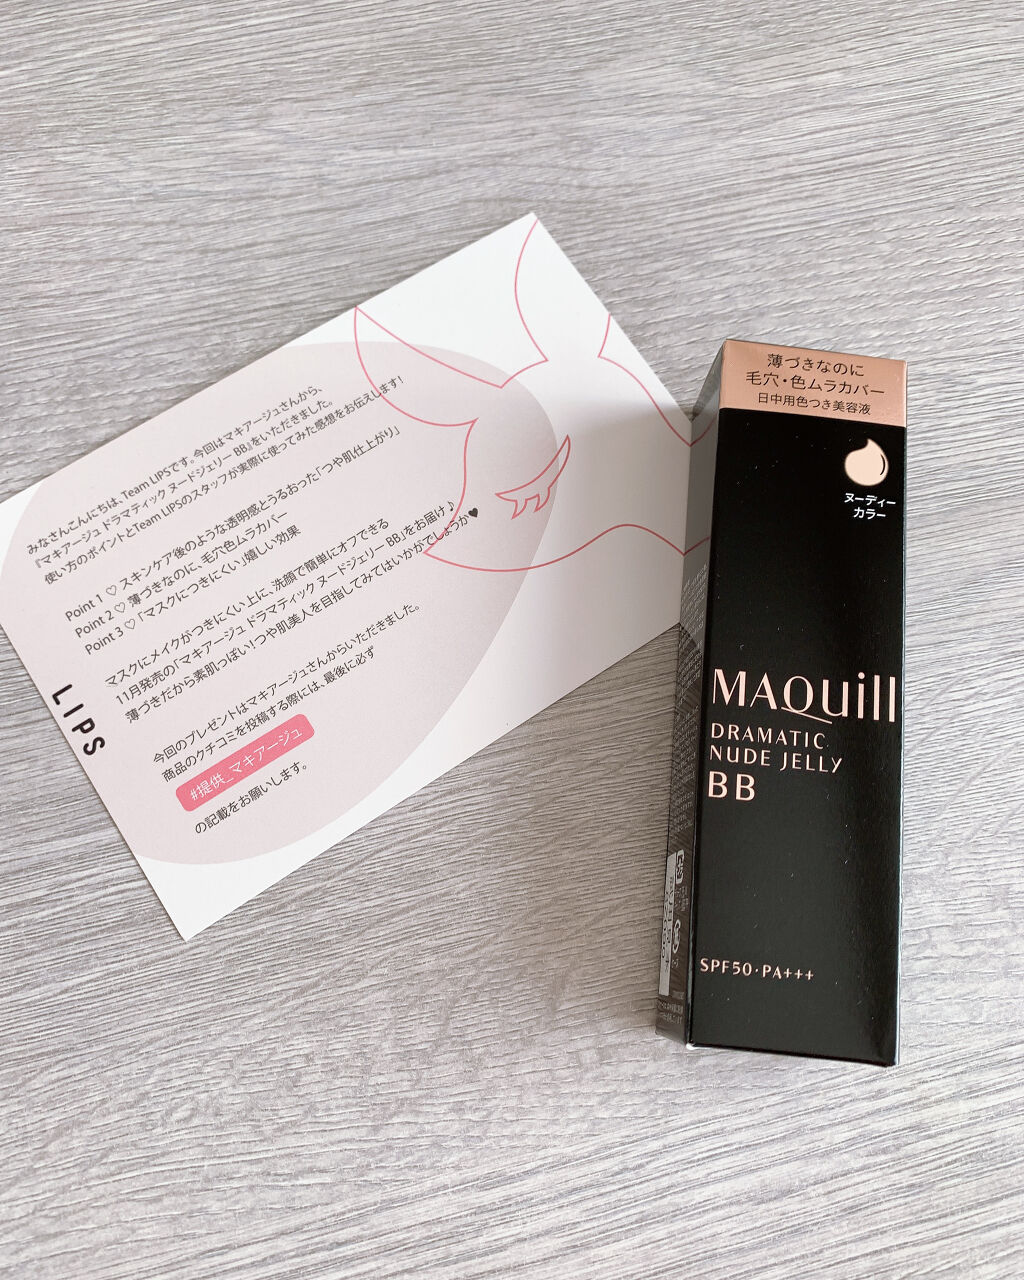 みなさんこんにちは、Team LIPSです。今回はマキアージュさんから、
『マキアージュ ドラマティック ヌードジェリー BB』をいただきました。
使い方のポイントとTeam LIPSのスタッフが実際に使ってみた感想をお伝えします!
Point 1 ♡ スキンケア後のような透明感とうるおった「つや肌仕上がり」
Point 2 ♡ 薄づきなのに、毛穴色ムラカバー
Point 3 ♡ 「マスクにつきにくい」嬉しい効果
マスクにメイクがつきにくい上に、洗顔で簡単にオフできる
11月発売の「マキアージュ ドラマティック ヌードジェリー BB」をお届け♪
薄づきだから素肌っぽい!つや肌美人を目指してみてはいかがでしょうか♥
今回のプレゼントはマキアージュさんからいただきました。
商品のクチコミを投稿する際には、最後に必ず
#提供_マキアージュ
の記載をお願いします。
LIPS
薄づきなのに
毛穴・色ムラカバー
日中用色つき美容液
ヌーディー
カラー
MAQuill
DRAMATIC
NUDE JELLY
BB
SPF50・PA+++